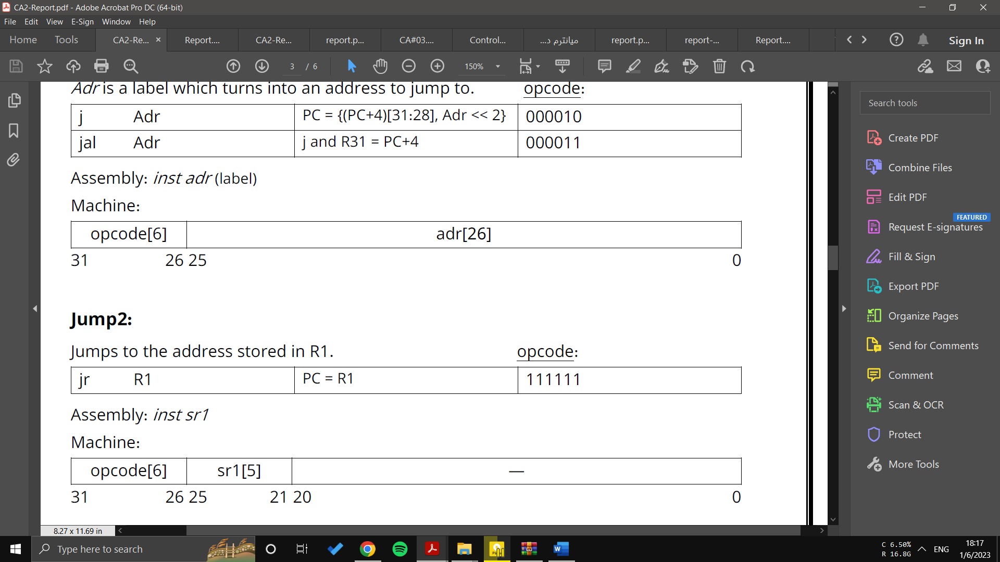 CA2-Report.pdf - Adobe Acrobat Pro DC (64-bit)
File Edit View E-Sign Window Help
Home Tools CA2-Re... × Report.... CA2-Re... report.p... CA#03.... Control... میانترم د... report.p... report-... Report.... Sign In
3 / 6 150%
Adr is a label which turns into an address to jump to. opcode:
j Adr PC = {(PC+4)[31:28], Adr << 2} 000010
jal Adr j and R31 = PC+4 000011
Assembly: inst adr (label)
Machine:
opcode[6] adr[26]
31 26 25 0
Jump2:
Jumps to the address stored in R1. opcode:
jr R1 PC = R1 111111
Assembly: inst sr1
Machine:
opcode[6] sr1[5] —
31 26 25 21 20 0
8.27 x 11.69 in
Search tools
Create PDF
Combine Files
Edit PDF
FEATURED
Request E-signatures
Fill & Sign
Export PDF
Organize Pages
Send for Comments
Comment
Scan & OCR
Protect
More Tools
Type here to search
C 6.50%
R 16.8G
ENG
18:17
1/6/2023